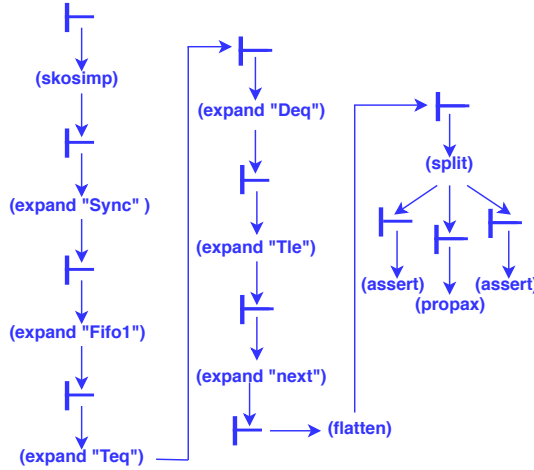 (skosimp)
(expand "Sync" )
(expand "Fifo1")
(expand "Teq")
(expand "Deq")
(expand "Tle")
(expand "next")
(flatten)
(split)
(assert)
(propax)
(assert)